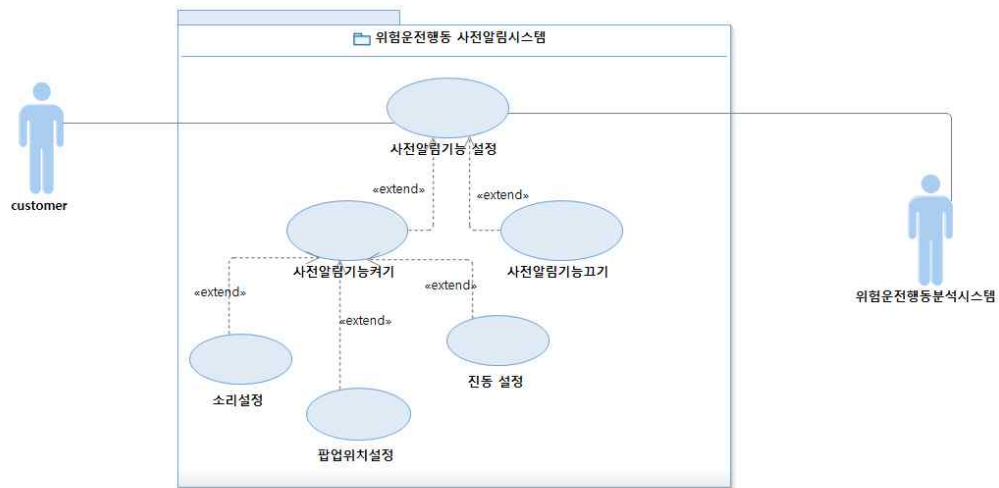 위험운전행동 사전알림시스템
사전알림기능 설정
«extend»
«extend»
customer
사전알림기능켜기
사전알림기능끄기
위험운전행동분석시스템
«extend»
«extend»
«extend»
소리설정
진동 설정
팝업위치설정